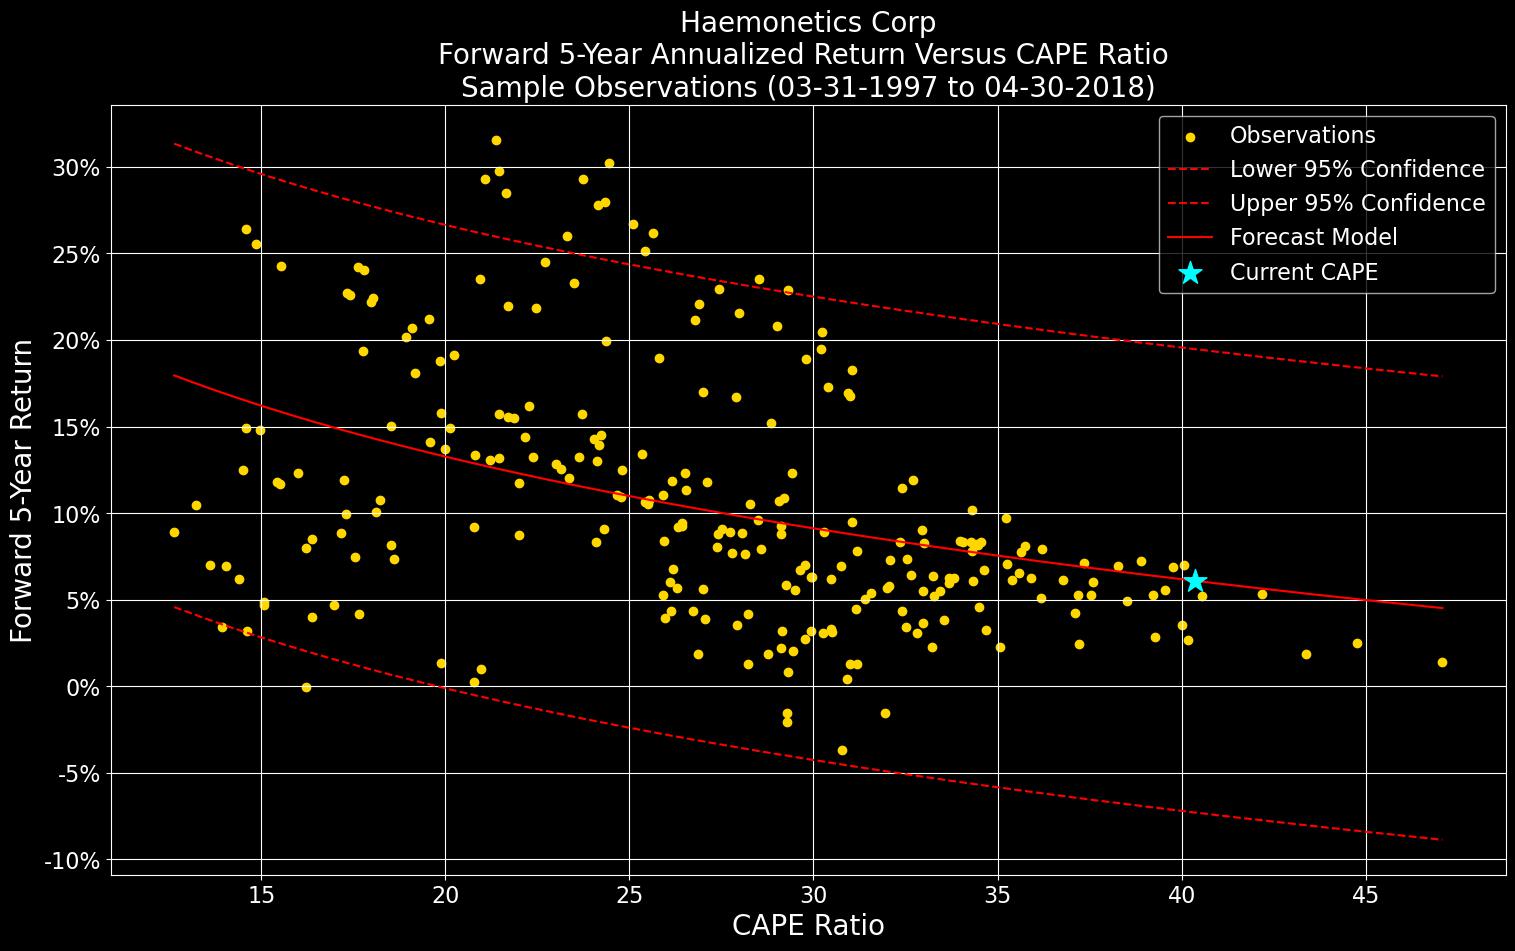 Haemonetics Corp
Forward 5-Year Annualized Return Versus CAPE Ratio
Sample Observations (03-31-1997 to 04-30-2018)
Observations
Lower 95% Confidence
Upper 95% Confidence
Forecast Model
Current CAPE
Forward 5-Year Return
30%
25%
20%
15%
10%
5%
0%
-5%
-10%
15 20 25 30 35 40 45
CAPE Ratio